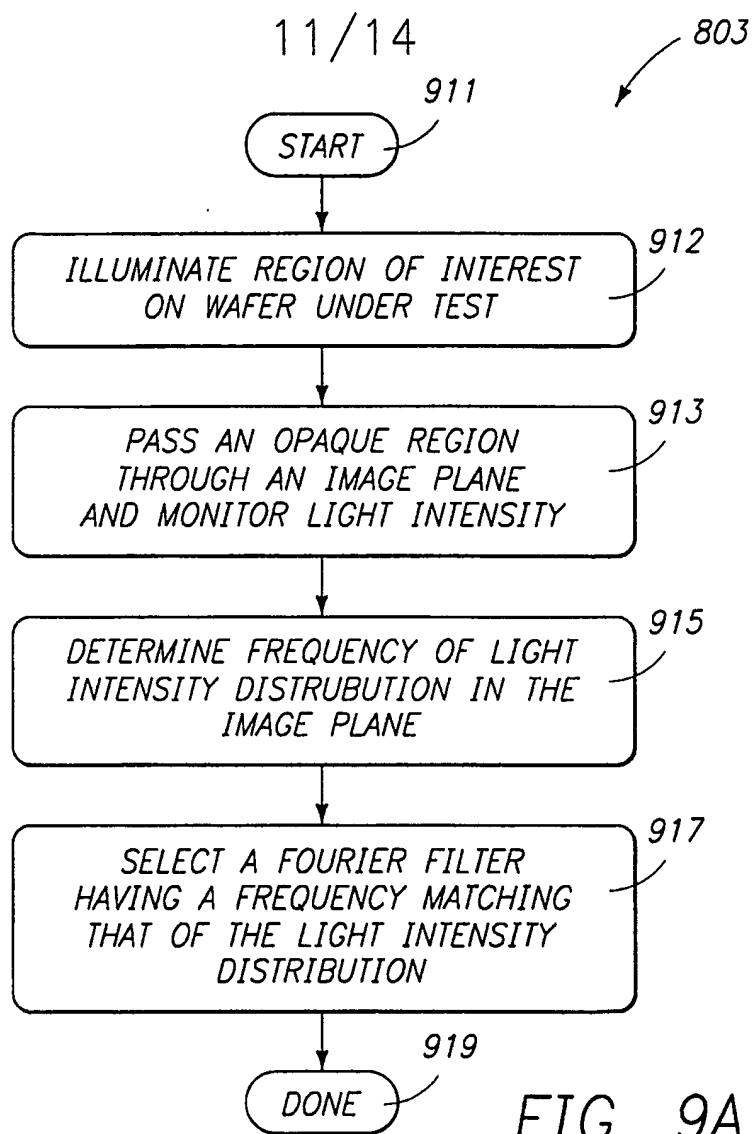 11/14
803
911
START
912
ILLUMINATE REGION OF INTEREST
ON WAFER UNDER TEST
913
PASS AN OPAQUE REGION
THROUGH AN IMAGE PLANE
AND MONITOR LIGHT INTENSITY
915
DETERMINE FREQUENCY OF LIGHT
INTENSITY DISTRUBUTION IN THE
IMAGE PLANE
917
SELECT A FOURIER FILTER
HAVING A FREQUENCY MATCHING
THAT OF THE LIGHT INTENSITY
DISTRIBUTION
919
DONE
FIG. 9A